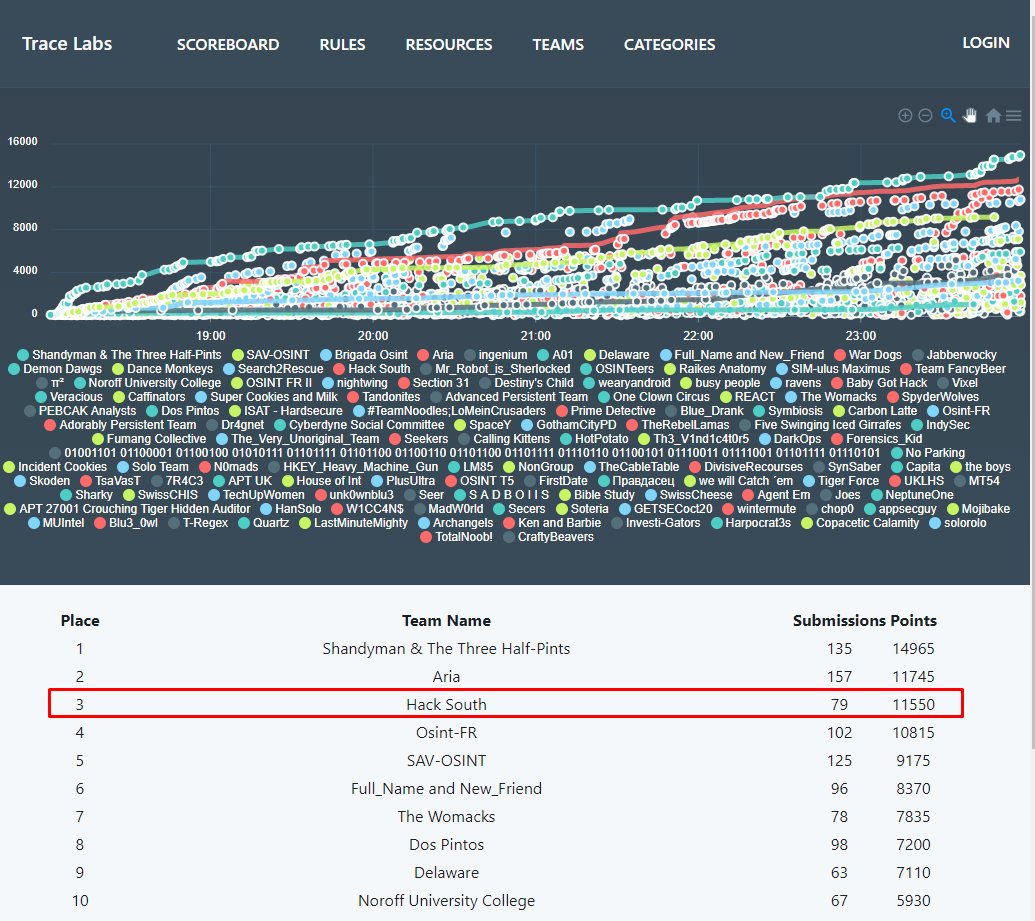 Trace Labs SCOREBOARD RULES RESOURCES TEAMS CATEGORIES LOGIN
16000
12000
8000
4000
0
19:00 20:00 21:00 22:00 23:00
Shandyman & The Three Half-Pints SAV-OSINT Brigada Osint Aria ingenium A01 Delaware Full_Name and New_Friend War Dogs Jabberwocky
Demon Dawgs Dance Monkeys Search2Rescue Hack South Mr_Robot_is_Sherlocked OSINTeers Raikes Anatomy SIM-ulus Maximus Team FancyBeer
π² Noroff University College OSINT FR II nightwing Section 31 Destiny's Child wearyandroid busy people ravens Baby Got Hack Vixel
Veracious Caffinators Super Cookies and Milk Tandonites Advanced Persistent Team One Clown Circus REACT The Womacks SpyderWolves
PEBCAK Analysts Dos Pintos ISAT - Hardsecure #TeamNoodles;LoMeinCrusaders Prime Detective Blue_Drank Symbiosis Carbon Latte Osint-FR
Adorably Persistent Team Dr4gnet Cyberdyne Social Committee SpaceY GothamCityPD TheRebelLamas Five Swinging Iced Girrafes IndySec
Fumang Collective The_Very_Unoriginal_Team Seekers Calling Kittens HotPotato Th3_V1nd1c4t0r5 DarkOps Forensics_Kid
01001101 01100001 01100100 01010111 01101111 01101100 01100110 01101100 01101111 01110110 01100101 01110011 01111001 01101111 01110101 No Parking
Incident Cookies Solo Team N0mads HKEY_Heavy_Machine_Gun LM85 NonGroup TheCableTable DivisiveRecourses SynSaber Capita the boys
Skoden TsaVasT 7R4C3 APT UK House of Int PlusUltra OSINT T5 FirstDate Правдасец we will Catch ´em Tiger Force UKLHS MT54
Sharky SwissCHIS TechUpWomen unk0wnblu3 Seer S A D B O I I S Bible Study SwissCheese Agent Em Joes NeptuneOne
APT 27001 Crouching Tiger Hidden Auditor HanSolo W1CC4N$ MadW0rld Secers Soteria GETSECoct20 wintermute chop0 appsecguy Mojibake
MUIntel Blu3_0wl T-Regex Quartz LastMinuteMighty Archangels Ken and Barbie Investi-Gators Harpocrat3s Copacetic Calamity solorolo
TotalNoob! CraftyBeavers
Place Team Name Submissions Points
1 Shandyman & The Three Half-Pints 135 14965
2 Aria 157 11745
3 Hack South 79 11550
4 Osint-FR 102 10815
5 SAV-OSINT 125 9175
6 Full_Name and New_Friend 96 8370
7 The Womacks 78 7835
8 Dos Pintos 98 7200
9 Delaware 63 7110
10 Noroff University College 67 5930